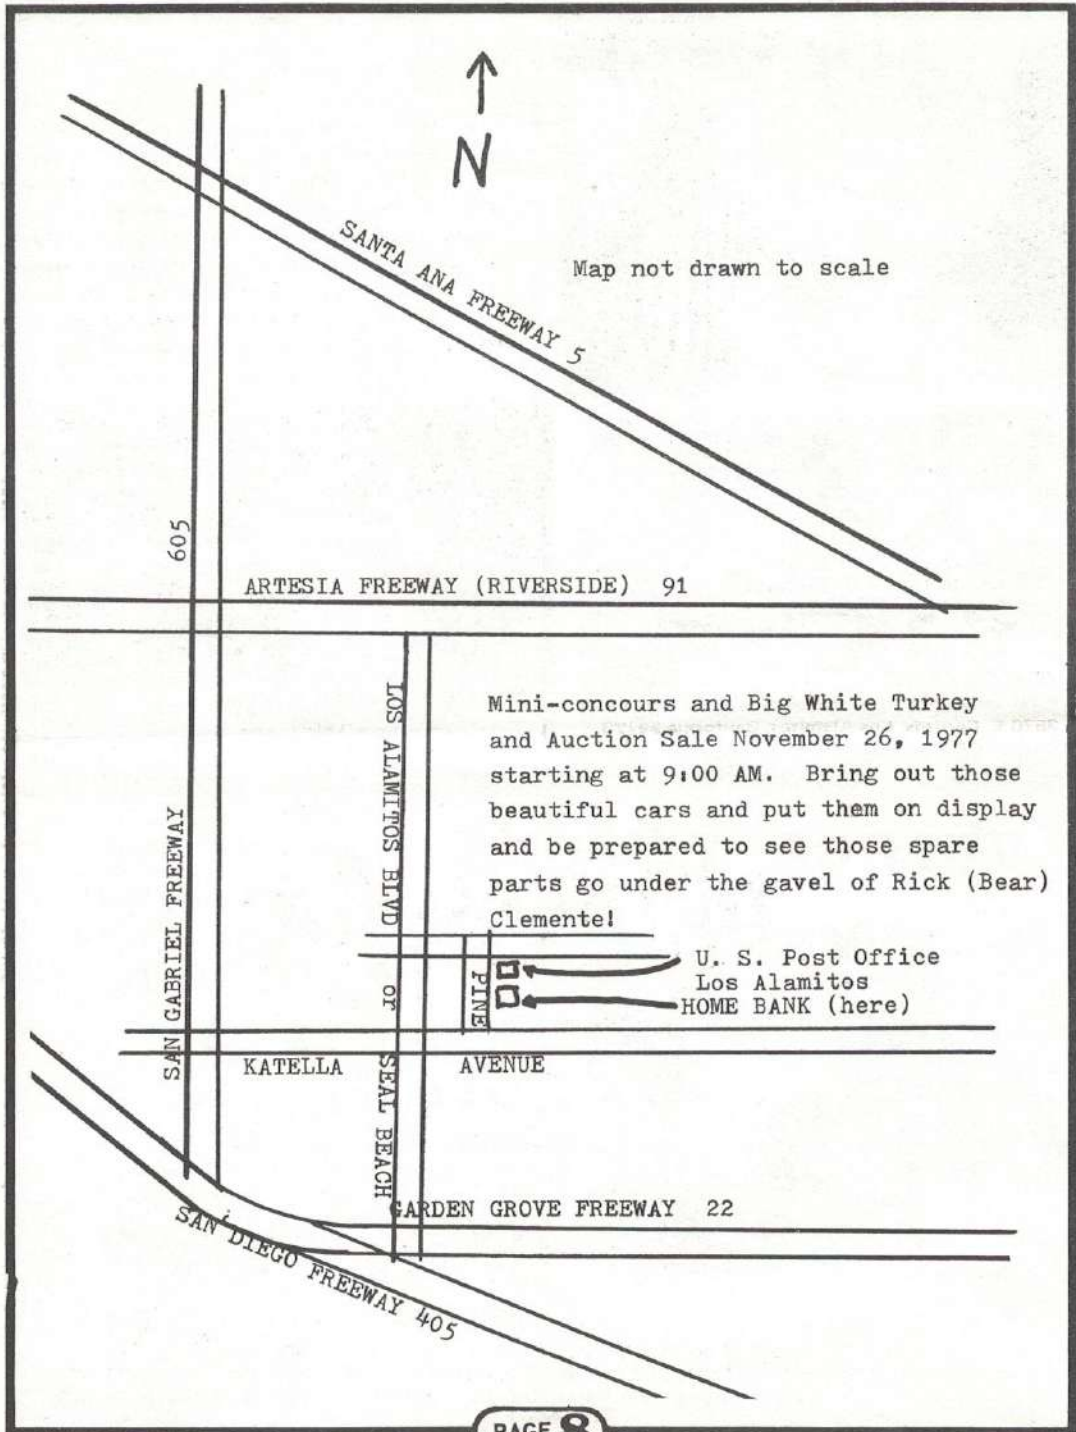 N
SANTA ANA FREEWAY 5
Map not drawn to scale
605
ARTESIA FREEWAY (RIVERSIDE) 91
LOS ALAMITOS BLVD or SEAL BEACH
Mini-concours and Big White Turkey
and Auction Sale November 26, 1977
starting at 9:00 AM. Bring out those
beautiful cars and put them on display
and be prepared to see those spare
parts go under the gavel of Rick (Bear)
Clemente!
SAN GABRIEL FREEWAY
PINE
U. S. Post Office
Los Alamitos
HOME BANK (here)
KATELLA AVENUE
GARDEN GROVE FREEWAY 22
SAN DIEGO FREEWAY 405
PAGE 8